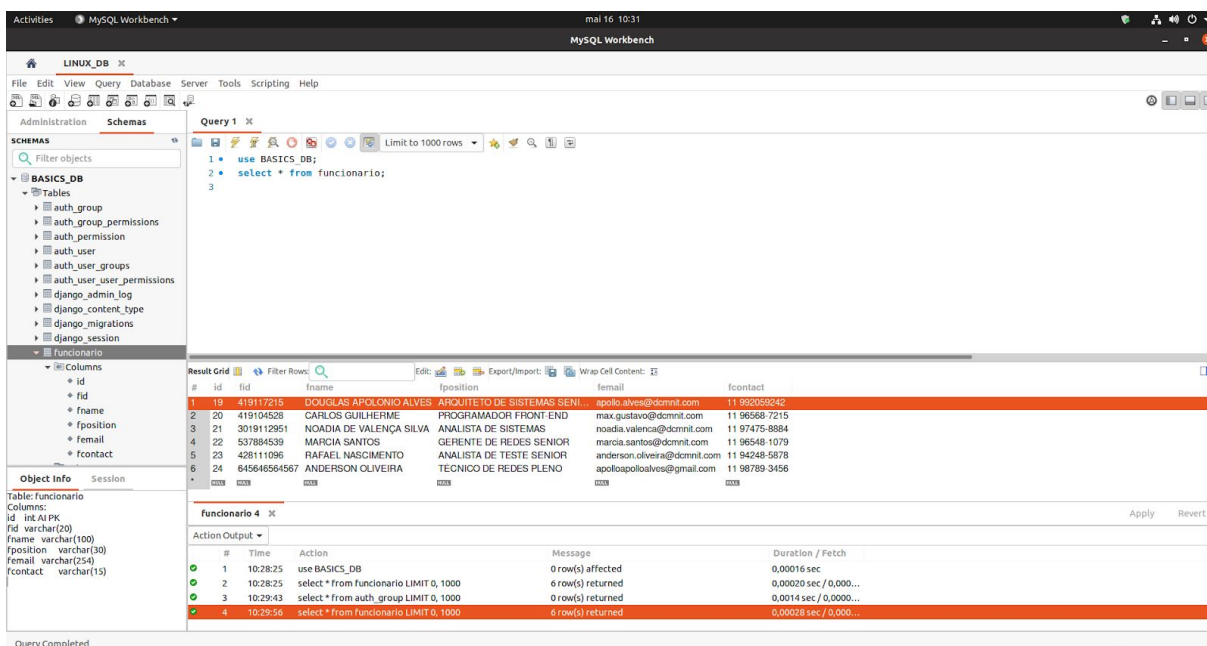 Activities MySQL Workbench mai 16 10:31
MySQL Workbench
LINUX_DB
File Edit View Query Database Server Tools Scripting Help
Administration Schemas
SCHEMAS
Filter objects
BASICS_DB
Tables
auth_group
auth_group_permissions
auth_permission
auth_user
auth_user_groups
auth_user_user_permissions
django_admin_log
django_content_type
django_migrations
django_session
funcionario
Columns
id
fid
fname
fposition
femail
fcontact
Object Info Session
Table: funcionario
Columns:
id int AI PK
fid varchar(20)
fname varchar(100)
fposition varchar(30)
femail varchar(254)
fcontact varchar(15)
Query 1
Limit to 1000 rows
1 use BASICS_DB;
2 select * from funcionario;
3
Result Grid Filter Rows: Edit: Export/Import: Wrap Cell Content:
# id fid fname fposition femail fcontact
1 19 419117215 DOUGLAS APOLONIO ALVES ARQUITETO DE SISTEMAS SENI... apollo.alves@dcmnit.com 11 992059242
2 20 419104528 CARLOS GUILHERME PROGRAMADOR FRONT-END max.gustavo@dcmnit.com 11 96568-7215
3 21 3019112951 NOADIA DE VALENÇA SILVA ANALISTA DE SISTEMAS noadia.valenca@dcmnit.com 11 97475-8884
4 22 537884539 MARCIA SANTOS GERENTE DE REDES SENIOR marcia.santos@dcmnit.com 11 96548-1079
5 23 428111096 RAFAEL NASCIMENTO ANALISTA DE TESTE SENIOR anderson.oliveira@dcmnit.com 11 94248-5878
6 24 645646564567 ANDERSON OLIVEIRA TÉCNICO DE REDES PLENO apolloapolloalves@gmail.com 11 98789-3456
* NULL NULL NULL NULL NULL NULL
funcionario 4 Apply Revert
Action Output
# Time Action Message Duration / Fetch
1 10:28:25 use BASICS_DB 0 row(s) affected 0,00016 sec
2 10:28:25 select * from funcionario LIMIT 0, 1000 6 row(s) returned 0,00020 sec / 0,000...
3 10:29:43 select * from auth_group LIMIT 0, 1000 0 row(s) returned 0,0014 sec / 0,0000...
4 10:29:56 select * from funcionario LIMIT 0, 1000 6 row(s) returned 0,00028 sec / 0,000...
Query Completed